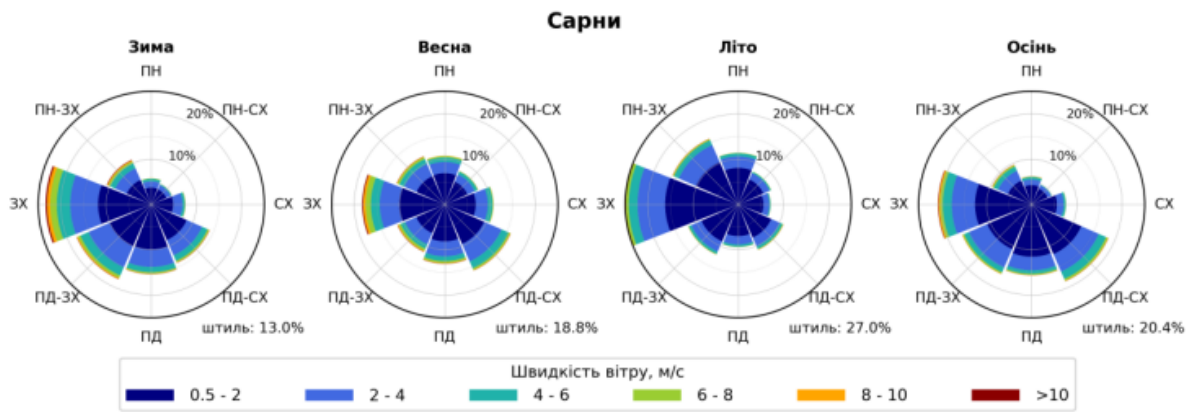 Сарни
Зима
Весна
Літо
Осінь
ПН
ПН
ПН
ПН
ПН-ЗХ
20%
ПН-СХ
ПН-ЗХ
20%
ПН-СХ
ПН-ЗХ
20%
ПН-СХ
ПН-ЗХ
20%
ПН-СХ
10%
10%
10%
10%
ЗХ
СХ
ЗХ
СХ
ЗХ
СХ
ЗХ
СХ
ПД-ЗХ
ПД-СХ
ПД-ЗХ
ПД-СХ
ПД-ЗХ
ПД-СХ
ПД-ЗХ
ПД-СХ
ПД
штиль: 13.0%
ПД
штиль: 18.8%
ПД
штиль: 27.0%
ПД
штиль: 20.4%
Швидкість вітру, м/с
0.5 - 2
2 - 4
4 - 6
6 - 8
8 - 10
>10